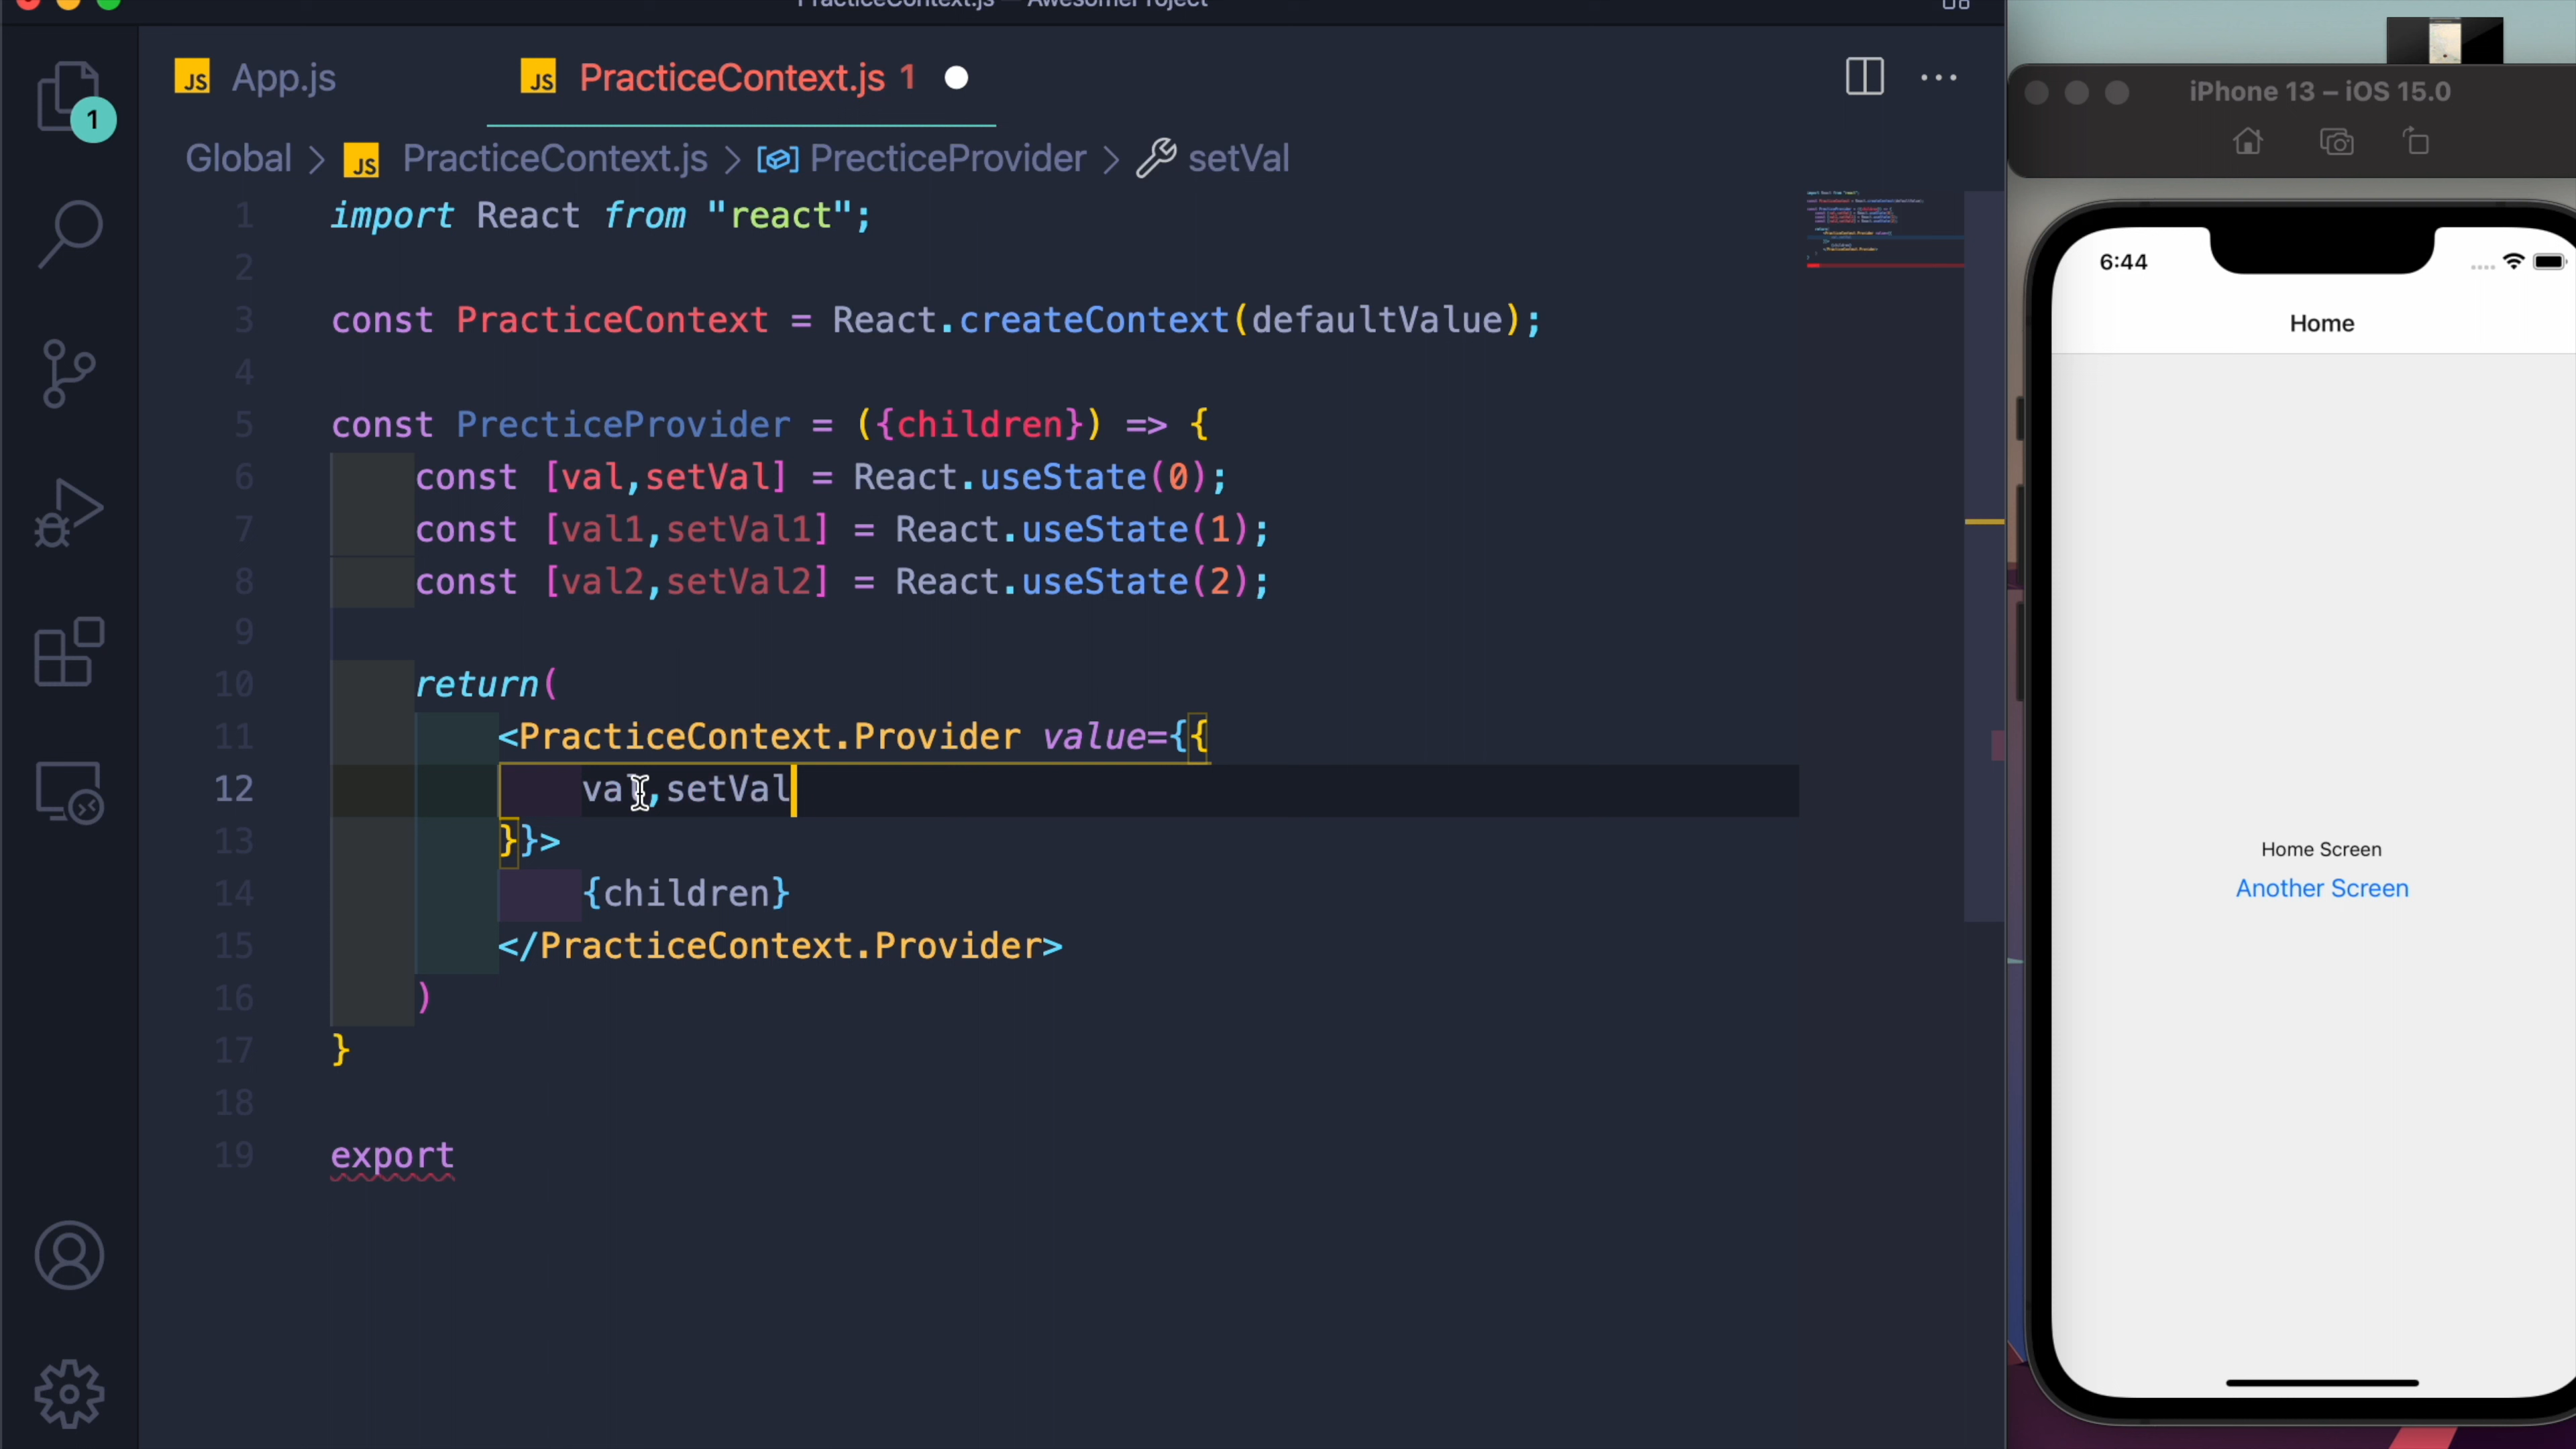 PracticeContext.js — AwesomeProject
App.js
PracticeContext.js 1
Global > PracticeContext.js > PrecticeProvider > setVal
1 import React from "react";
2
3 const PracticeContext = React.createContext(defaultValue);
4
5 const PrecticeProvider = ({children}) => {
6 const [val,setVal] = React.useState(0);
7 const [val1,setVal1] = React.useState(1);
8 const [val2,setVal2] = React.useState(2);
9
10 return(
11 <PracticeContext.Provider value={{
12 val,setVal
13 }}>
14 {children}
15 </PracticeContext.Provider>
16 )
17 }
18
19 export
1
iPhone 13 – iOS 15.0
6:44
Home
Home Screen
Another Screen